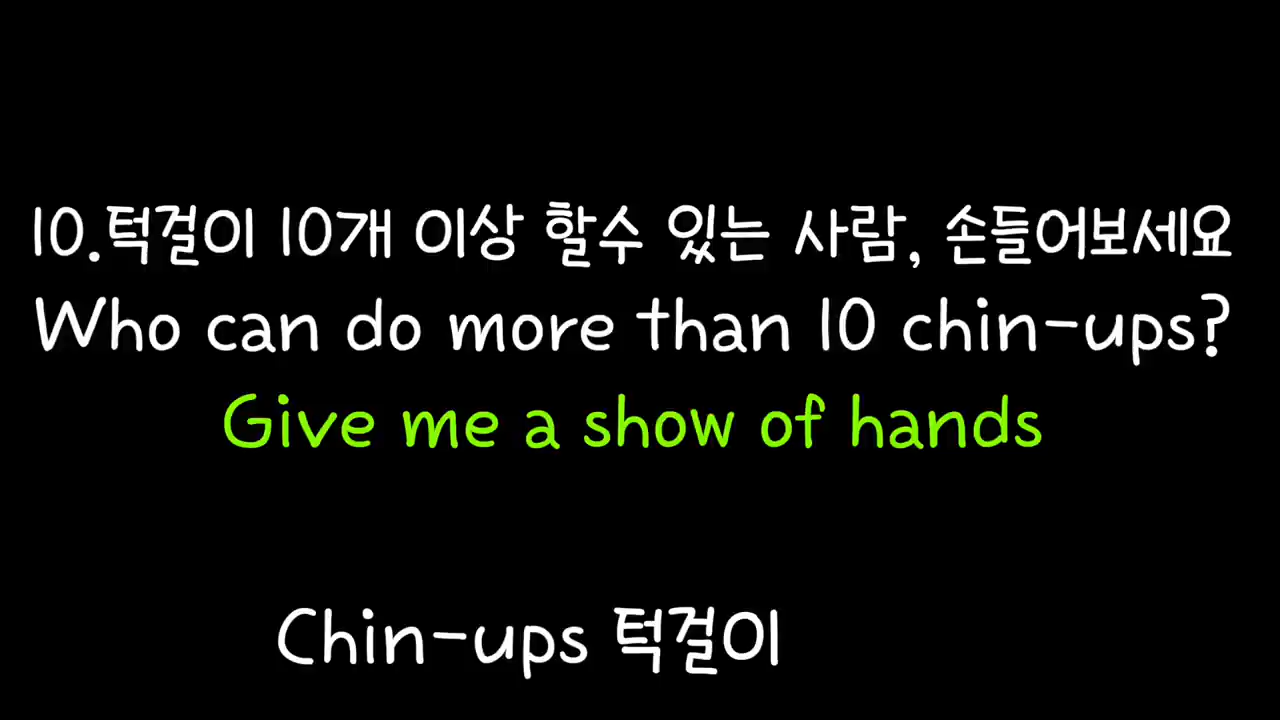 10.턱걸이 10개 이상 할수 있는 사람, 손들어보세요
Who can do more than 10 chin-ups?
Give me a show of hands
Chin-ups 턱걸이